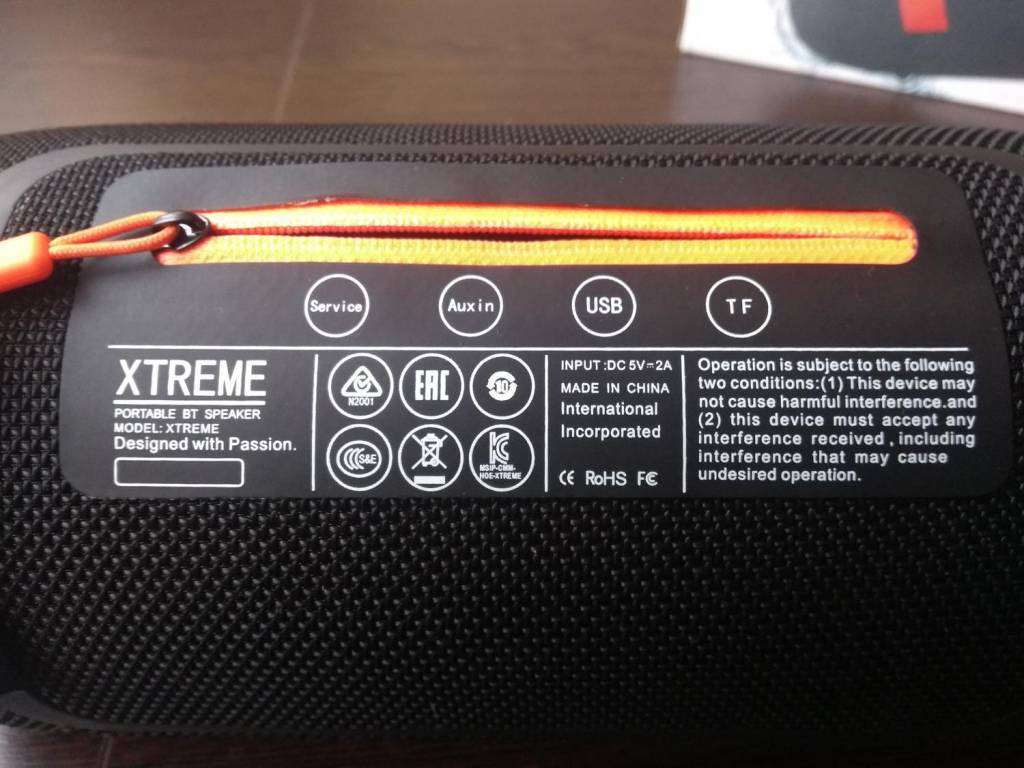 Service
Auxin
USB
TF
XTREME
PORTABLE BT SPEAKER
MODEL: XTREME
Designed with Passion.
N2001
EAC
10
S&E
MSIP-CMM-
HOE-XTREME
INPUT:DC 5V⎓2A
MADE IN CHINA
International
Incorporated
CE RoHS FC
Operation is subject to the following
two conditions:(1) This device may
not cause harmful interference.and
(2) this device must accept any
interference received , including
interference that may cause
undesired operation.